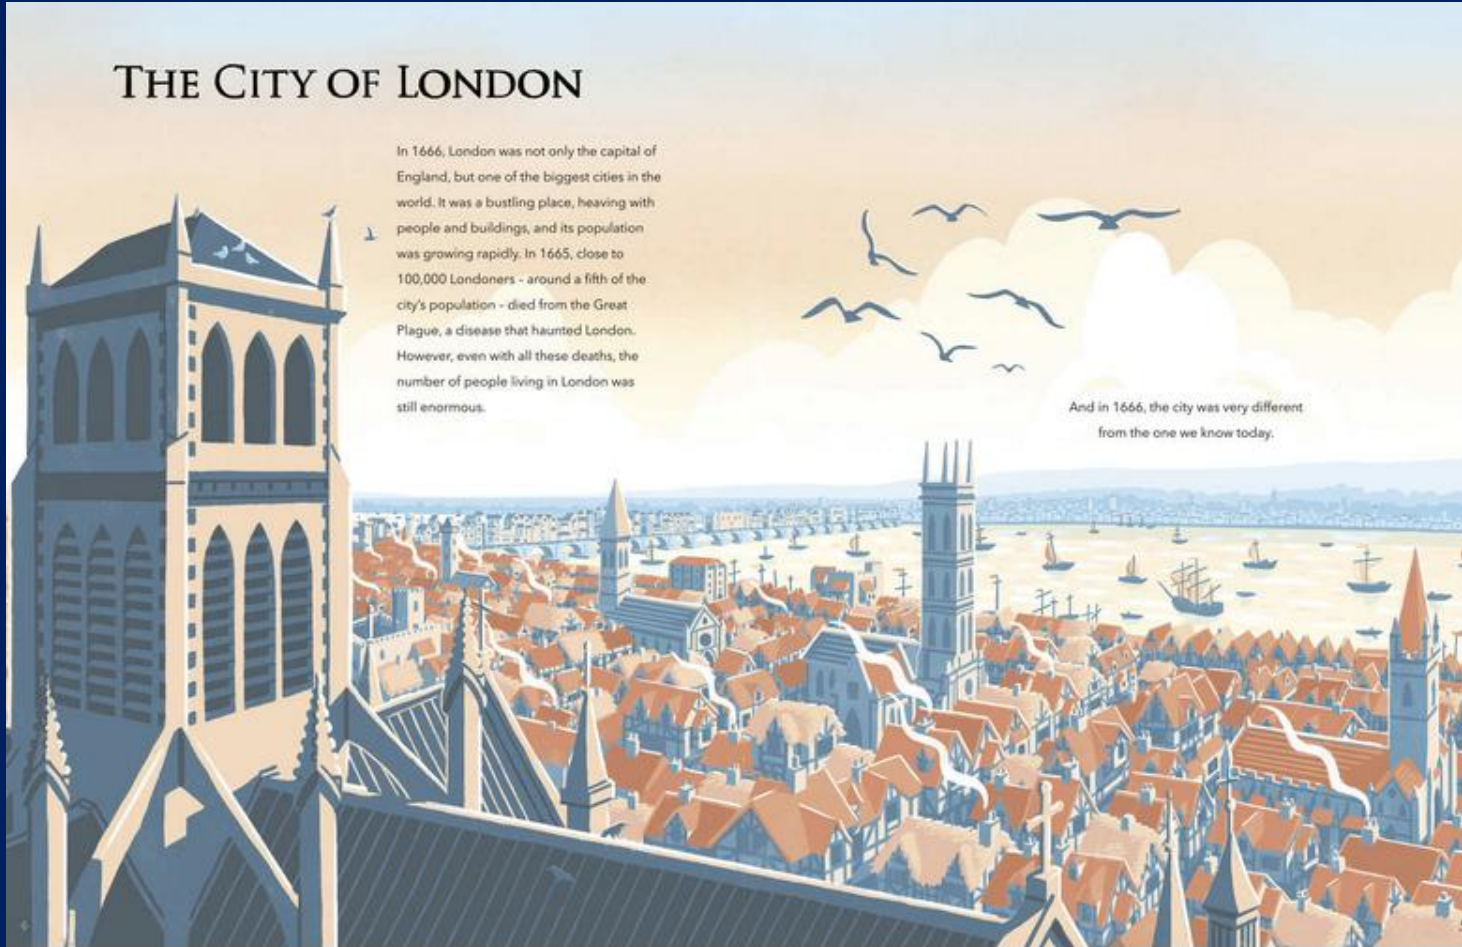 THE CITY OF LONDON
In 1666, London was not only the capital of
England, but one of the biggest cities in the
world. It was a bustling place, heaving with
people and buildings, and its population
was growing rapidly. In 1665, close to
100,000 Londoners – around a fifth of the
city's population – died from the Great
Plague, a disease that haunted London.
However, even with all these deaths, the
number of people living in London was
still enormous.
And in 1666, the city was very different
from the one we know today.